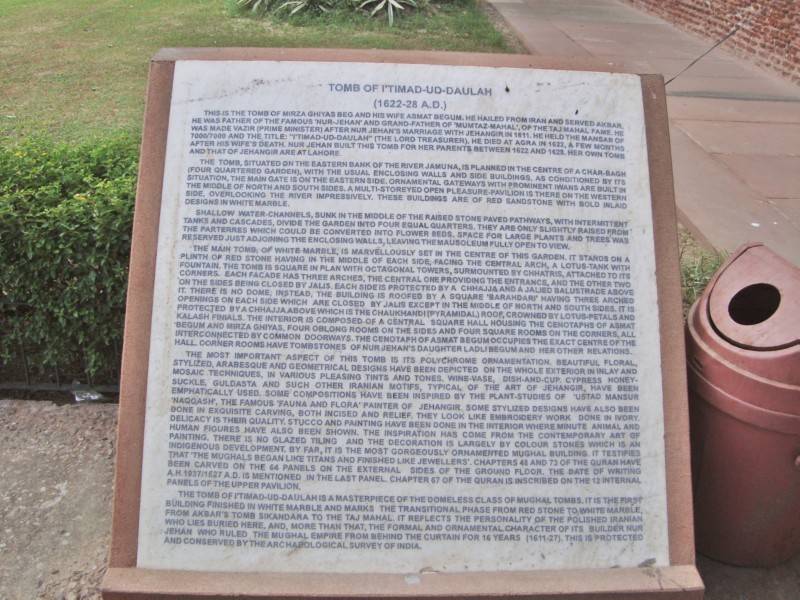 TOMB OF I'TIMAD-UD-DAULAH
(1622-28 A.D.)
THIS IS THE TOMB OF MIRZA GHIYAS BEG AND HIS WIFE ASMAT BEGUM. HE HAILED FROM IRAN AND SERVED AKBAR.
HE WAS FATHER OF THE FAMOUS 'NUR-JEHAN' AND GRAND-FATHER OF 'MUMTAZ-MAHAL', OF THE TAJ MAHAL FAME. HE
WAS MADE VAZIR (PRIME MINISTER) AFTER NUR JEHAN'S MARRIAGE WITH JEHANGIR IN 1611. HE HELD THE MANSAB OF
7000/7000 AND THE TITLE: "I'TIMAD-UD-DAULAH" (THE LORD TREASURER). HE DIED AT AGRA IN 1622, A FEW MONTHS
AFTER HIS WIFE'S DEATH. NUR JEHAN BUILT THIS TOMB FOR HER PARENTS BETWEEN 1622 AND 1628. HER OWN TOMB
AND THAT OF JEHANGIR ARE AT LAHORE.
THE TOMB, SITUATED ON THE EASTERN BANK OF THE RIVER JAMUNA, IS PLANNED IN THE CENTRE OF A CHAR-BAGH
(FOUR QUARTERED GARDEN), WITH THE USUAL ENCLOSING WALLS AND SIDE BUILDINGS, AS CONDITIONED BY ITS
SITUATION, THE MAIN GATE IS ON THE EASTERN SIDE. ORNAMENTAL GATEWAYS WITH PROMINENT IWANS ARE BUILT IN
THE MIDDLE OF NORTH AND SOUTH SIDES. A MULTI-STOREYED OPEN PLEASURE-PAVILION IS THERE ON THE WESTERN
SIDE, OVERLOOKING THE RIVER IMPRESSIVELY. THESE BUILDINGS ARE OF RED SANDSTONE WITH BOLD INLAID
DESIGNS IN WHITE MARBLE.
SHALLOW WATER-CHANNELS, SUNK IN THE MIDDLE OF THE RAISED STONE PAVED PATHWAYS, WITH INTERMITTENT
TANKS AND CASCADES, DIVIDE THE GARDEN INTO FOUR EQUAL QUARTERS. THEY ARE ONLY SLIGHTLY RAISED FROM
THE PARTERRES WHICH COULD BE CONVERTED INTO FLOWER BEDS. SPACE FOR LARGE PLANTS AND TREES WAS
RESERVED JUST ADJOINING THE ENCLOSING WALLS, LEAVING THE MAUSOLEUM FULLY OPEN TO VIEW.
THE MAIN TOMB, OF WHITE MARBLE, IS MARVELLOUSLY SET IN THE CENTRE OF THIS GARDEN. IT STANDS ON A
PLINTH OF RED STONE HAVING IN THE MIDDLE OF EACH SIDE, FACING THE CENTRAL ARCH, A LOTUS-TANK WITH
FOUNTAIN. THE TOMB IS SQUARE IN PLAN WITH OCTAGONAL TOWERS, SURMOUNTED BY CHHATRIS, ATTACHED TO ITS
CORNERS. EACH FACADE HAS THREE ARCHES, THE CENTRAL ONE PROVIDING THE ENTRANCE, AND THE OTHER TWO
ON THE SIDES BEING CLOSED BY JALIS. EACH SIDE IS PROTECTED BY A CHHAJJA AND A JALIED BALUSTRADE ABOVE
IT. THERE IS NO DOME, INSTEAD, THE BUILDING IS ROOFED BY A SQUARE 'BARAHDARI' HAVING THREE ARCHED
OPENINGS ON EACH SIDE WHICH ARE CLOSED BY JALIS EXCEPT IN THE MIDDLE OF NORTH AND SOUTH SIDES. IT IS
PROTECTED BY A CHHAJJA ABOVE WHICH IS THE CHAUKHANDI (PYRAMIDAL) ROOF, CROWNED BY LOTUS-PETALS AND
KALASH FINIALS. THE INTERIOR IS COMPOSED OF A CENTRAL SQUARE HALL HOUSING THE CENOTAPHS OF ASMAT
BEGUM AND MIRZA GHIYAS, FOUR OBLONG ROOMS ON THE SIDES AND FOUR SQUARE ROOMS ON THE CORNERS, ALL
INTERCONNECTED BY COMMON DOORWAYS. THE CENOTAPH OF ASMAT BEGUM OCCUPIES THE EXACT CENTRE OF THE
HALL. CORNER ROOMS HAVE TOMBSTONES OF NUR JEHAN'S DAUGHTER LADLI BEGUM AND HER OTHER RELATIONS.
THE MOST IMPORTANT ASPECT OF THIS TOMB IS ITS POLYCHROME ORNAMENTATION. BEAUTIFUL, FLORAL,
STYLIZED, ARABESQUE AND GEOMETRICAL DESIGNS HAVE BEEN DEPICTED ON THE WHOLE EXTERIOR IN INLAY AND
MOSAIC TECHNIQUES, IN VARIOUS PLEASING TINTS AND TONES. WINE-VASE, DISH-AND-CUP, CYPRESS HONEY-
SUCKLE, GULDASTA AND SUCH OTHER IRANIAN MOTIFS, TYPICAL OF THE ART OF JEHANGIR, HAVE BEEN
EMPHATICALLY USED. SOME COMPOSITIONS HAVE BEEN INSPIRED BY THE PLANT-STUDIES OF 'USTAD MANSUR
'NAQQASH', THE FAMOUS 'FAUNA AND FLORA' PAINTER OF JEHANGIR. SOME STYLIZED DESIGNS HAVE ALSO BEEN
DONE IN EXQUISITE CARVING, BOTH INCISED AND RELIEF. THEY LOOK LIKE EMBROIDERY WORK DONE IN IVORY.
DELICACY IS THEIR QUALITY. STUCCO AND PAINTING HAVE BEEN DONE IN THE INTERIOR WHERE MINUTE ANIMAL AND
HUMAN FIGURES HAVE ALSO BEEN SHOWN. THE INSPIRATION HAS COME FROM THE CONTEMPORARY ART OF
PAINTING. THERE IS NO GLAZED TILING AND THE DECORATION IS LARGELY BY COLOUR STONES WHICH IS AN
INDIGENOUS DEVELOPMENT. BY FAR, IT IS THE MOST GORGEOUSLY ORNAMENTED MUGHAL BUILDING. IT TESTIFIES
THAT 'THE MUGHALS BEGAN LIKE TITANS AND FINISHED LIKE JEWELLERS'. CHAPTERS 48 AND 73 OF THE QURAN HAVE
BEEN CARVED ON THE 64 PANELS ON THE EXTERNAL SIDES OF THE GROUND FLOOR. THE DATE OF WRITING
A.H.1037/1627 A.D. IS MENTIONED IN THE LAST PANEL. CHAPTER 67 OF THE QURAN IS INSCRIBED ON THE 12 INTERNAL
PANELS OF THE UPPER PAVILION.
THE TOMB OF I'TIMAD-UD-DAULAH IS A MASTERPIECE OF THE DOMELESS CLASS OF MUGHAL TOMBS. IT IS THE FIRST
BUILDING FINISHED IN WHITE MARBLE AND MARKS THE TRANSITIONAL PHASE FROM RED STONE TO WHITE MARBLE,
FROM AKBAR'S TOMB SIKANDARA TO THE TAJ MAHAL. IT REFLECTS THE PERSONALITY OF THE POLISHED IRANIAN
WHO LIES BURIED HERE, AND, MORE THAN THAT, THE FORMAL AND ORNAMENTAL CHARACTER OF ITS BUILDER NUR
JEHAN WHO RULED THE MUGHAL EMPIRE FROM BEHIND THE CURTAIN FOR 16 YEARS (1611-27). THIS IS PROTECTED
AND CONSERVED BY THE ARCHAEOLOGICAL SURVEY OF INDIA.